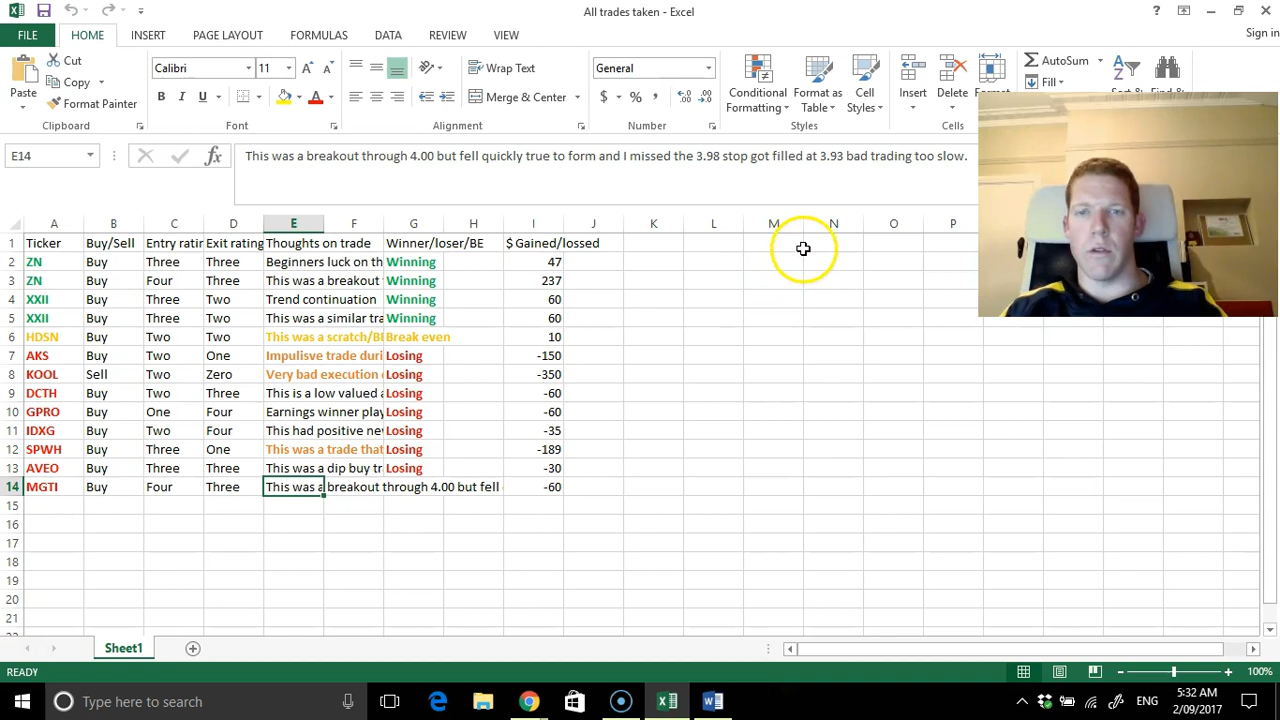 All trades taken - Excel
FILE HOME INSERT PAGE LAYOUT FORMULAS DATA REVIEW VIEW Sign in
Cut
Copy
Format Painter
Paste
Calibri 11
B I U
Wrap Text
Merge & Center
General
$ %
Conditional Formatting
Format as Table
Cell Styles
Insert Delete Format
AutoSum
Fill
Clipboard Font Alignment Number Styles Cells
E14 fx This was a breakout through 4.00 but fell quickly true to form and I missed the 3.98 stop got filled at 3.93 bad trading too slow.
A B C D E F G H I J K L M N O P
1 Ticker Buy/Sell Entry ratin Exit rating Thoughts on trade Winner/loser/BE $ Gained/lossed
2 ZN Buy Three Three Beginners luck on th Winning 47
3 ZN Buy Four Three This was a breakout Winning 237
4 XXII Buy Three Two Trend continuation Winning 60
5 XXII Buy Three Two This was a similar tra Winning 60
6 HDSN Buy Two Two This was a scratch/BE Break even 10
7 AKS Buy Two One Impulisve trade duri Losing -150
8 KOOL Sell Two Zero Very bad execution Losing -350
9 DCTH Buy Two Three This is a low valued a Losing -60
10 GPRO Buy One Four Earnings winner play Losing -60
11 IDXG Buy Two Four This had positive nev Losing -35
12 SPWH Buy Three One This was a trade that Losing -189
13 AVEO Buy Three Three This was a dip buy tr Losing -30
14 MGTI Buy Four Three This was a breakout through 4.00 but fell -60
15
16
17
18
19
20
21
Sheet1
READY 100%
Type here to search
ENG
5:32 AM
2/09/2017